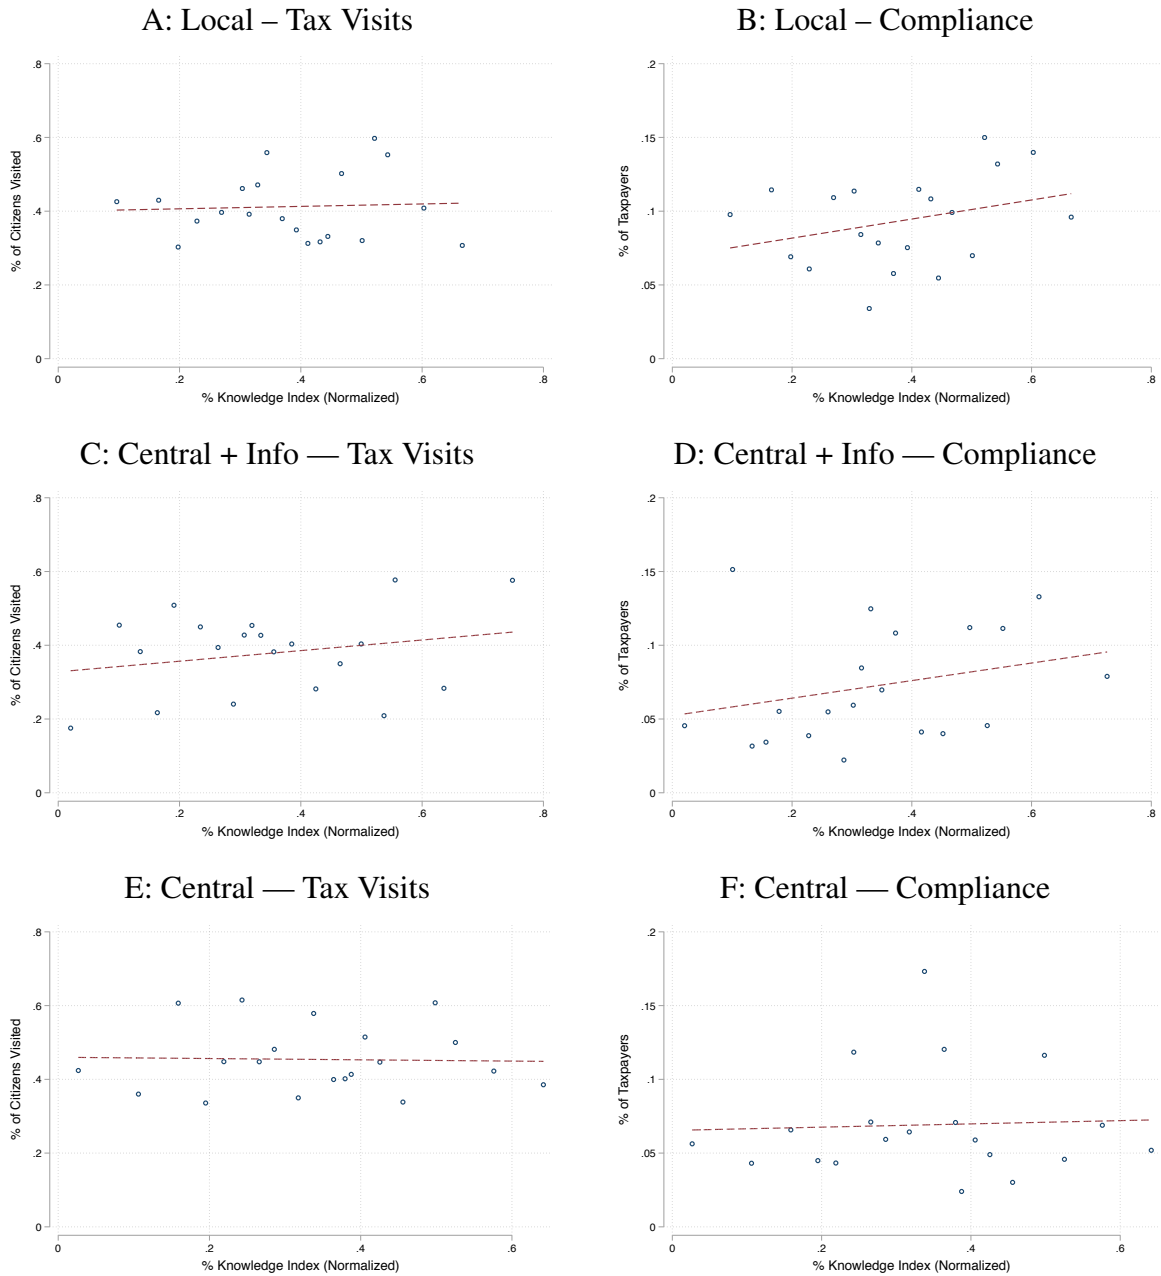 A: Local – Tax Visits
% of Citizens Visited
.8
.6
.4
.2
0
0 .2 .4 .6 .8
% Knowledge Index (Normalized)
B: Local – Compliance
% of Taxpayers
.2
.15
.1
.05
0
0 .2 .4 .6 .8
% Knowledge Index (Normalized)
C: Central + Info — Tax Visits
% of Citizens Visited
.8
.6
.4
.2
0
0 .2 .4 .6 .8
% Knowledge Index (Normalized)
D: Central + Info — Compliance
% of Taxpayers
.2
.15
.1
.05
0
0 .2 .4 .6 .8
% Knowledge Index (Normalized)
E: Central — Tax Visits
% of Citizens Visited
.8
.6
.4
.2
0
0 .2 .4 .6
% Knowledge Index (Normalized)
F: Central — Compliance
% of Taxpayers
.2
.15
.1
.05
0
0 .2 .4 .6
% Knowledge Index (Normalized)